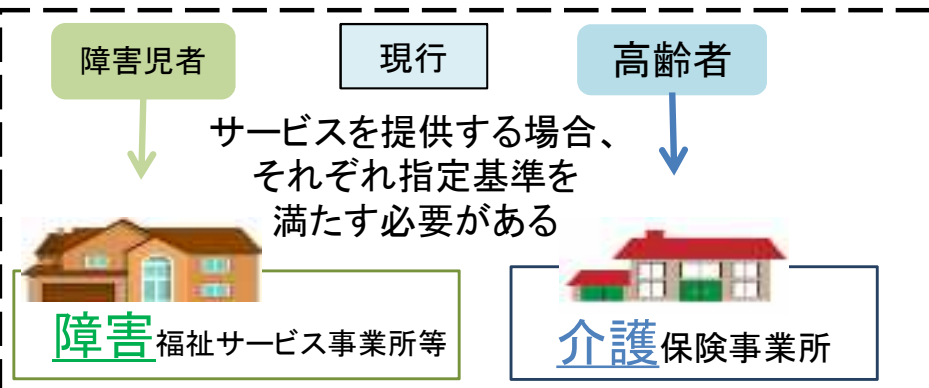 障害児者
現行
高齢者
サービスを提供する場合、
それぞれ指定基準を
満たす必要がある
障害福祉サービス事業所等
介護保険事業所